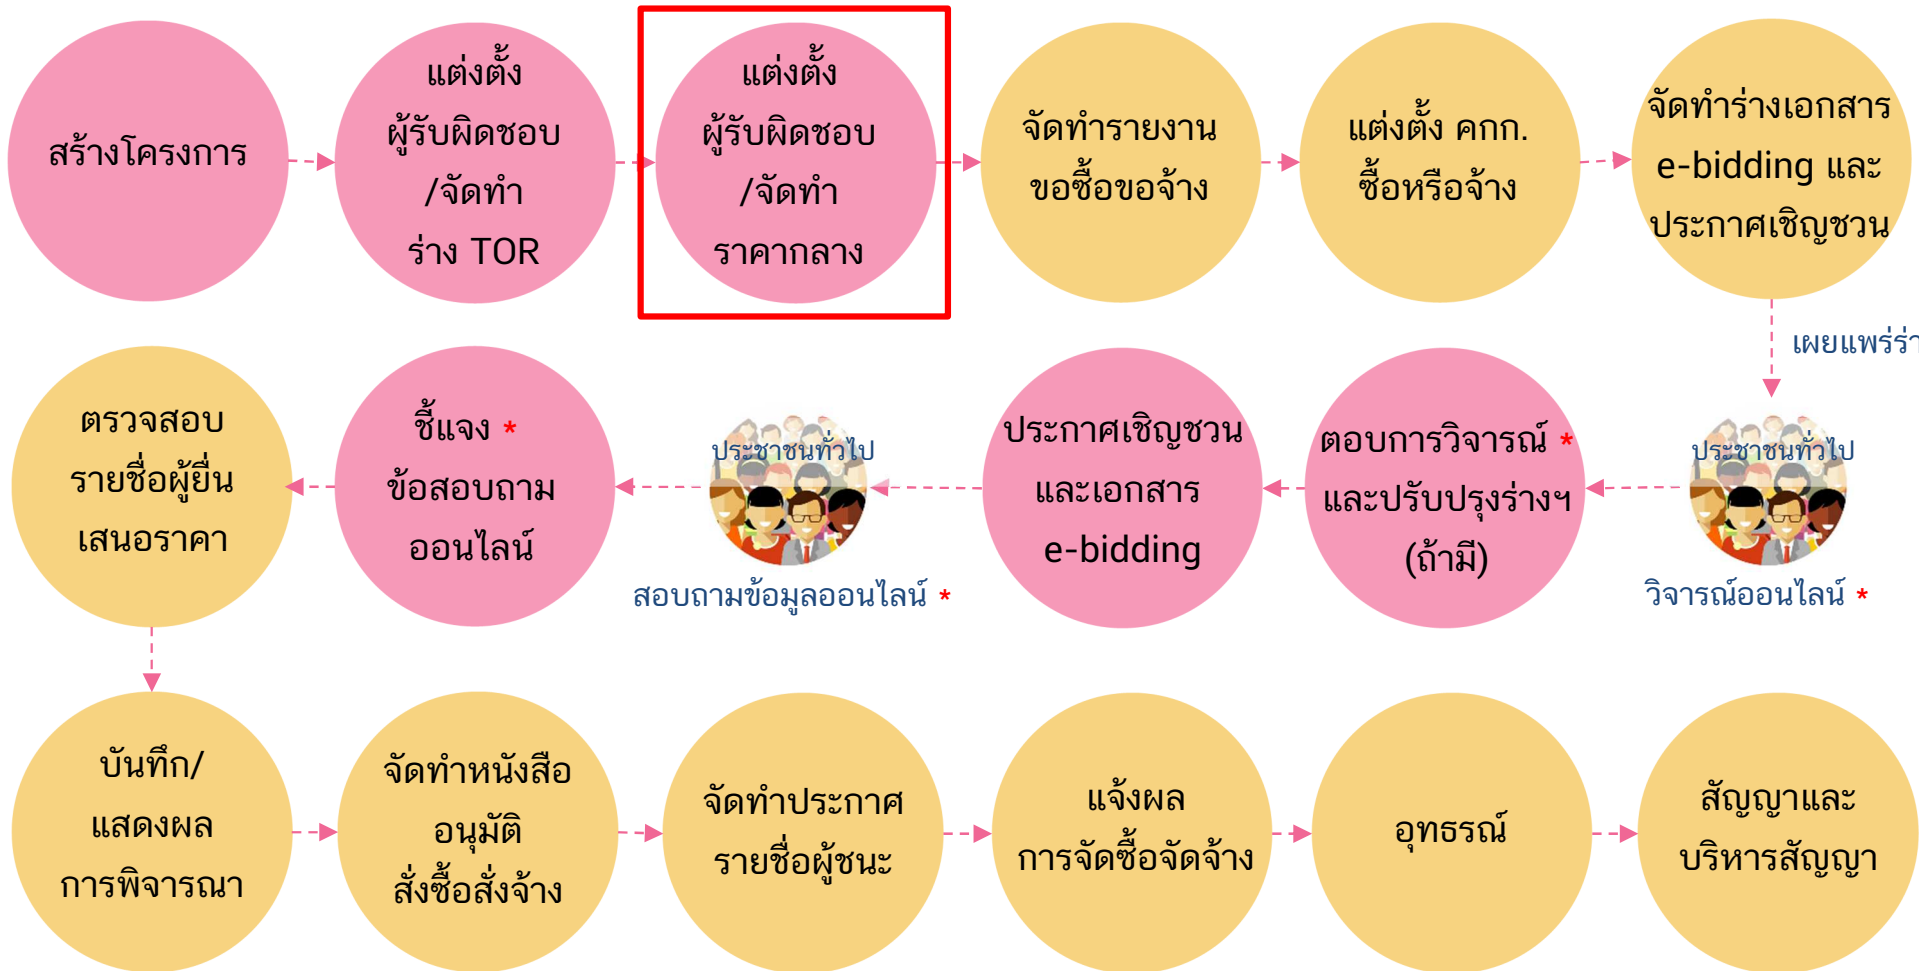 สร้างโครงการ
แต่งตั้ง
ผู้รับผิดชอบ
/จัดทำ
ร่าง TOR
แต่งตั้ง
ผู้รับผิดชอบ
/จัดทำ
ราคากลาง
จัดทำรายงาน
ขอซื้อขอจ้าง
แต่งตั้ง คกก.
ซื้อหรือจ้าง
จัดทำร่างเอกสาร
e-bidding และ
ประกาศเชิญชวน
เผยแพร่ร่า
ประชาชนทั่วไป
วิจารณ์ออนไลน์ *
ตอบการวิจารณ์ *
และปรับปรุงร่างฯ
(ถ้ามี)
ประกาศเชิญชวน
และเอกสาร
e-bidding
ประชาชนทั่วไป
สอบถามข้อมูลออนไลน์ *
ชี้แจง *
ข้อสอบถาม
ออนไลน์
ตรวจสอบ
รายชื่อผู้ยื่น
เสนอราคา
บันทึก/
แสดงผล
การพิจารณา
จัดทำหนังสือ
อนุมัติ
สั่งซื้อสั่งจ้าง
จัดทำประกาศ
รายชื่อผู้ชนะ
แจ้งผล
การจัดซื้อจัดจ้าง
อุทธรณ์
สัญญาและ
บริหารสัญญา